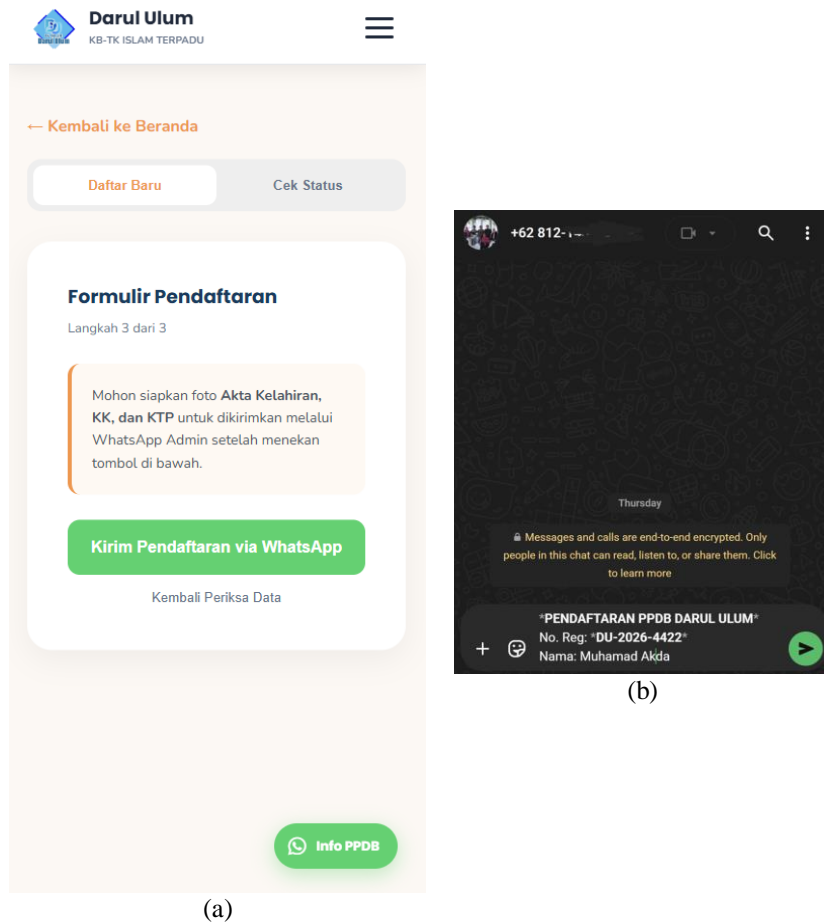 Darul Ulum
KB-TK ISLAM TERPADU
← Kembali ke Beranda
Daftar Baru
Cek Status
Formulir Pendaftaran
Langkah 3 dari 3
Mohon siapkan foto Akta Kelahiran,
KK, dan KTP untuk dikirimkan melalui
WhatsApp Admin setelah menekan
tombol di bawah.
Kirim Pendaftaran via WhatsApp
Kembali Periksa Data
Info PPDB
(a)
+62 812-
Thursday
Messages and calls are end-to-end encrypted. Only
people in this chat can read, listen to, or share them. Click
to learn more
*PENDAFTARAN PPDB DARUL ULUM*
No. Reg: *DU-2026-4422*
Nama: Muhamad Akda
(b)